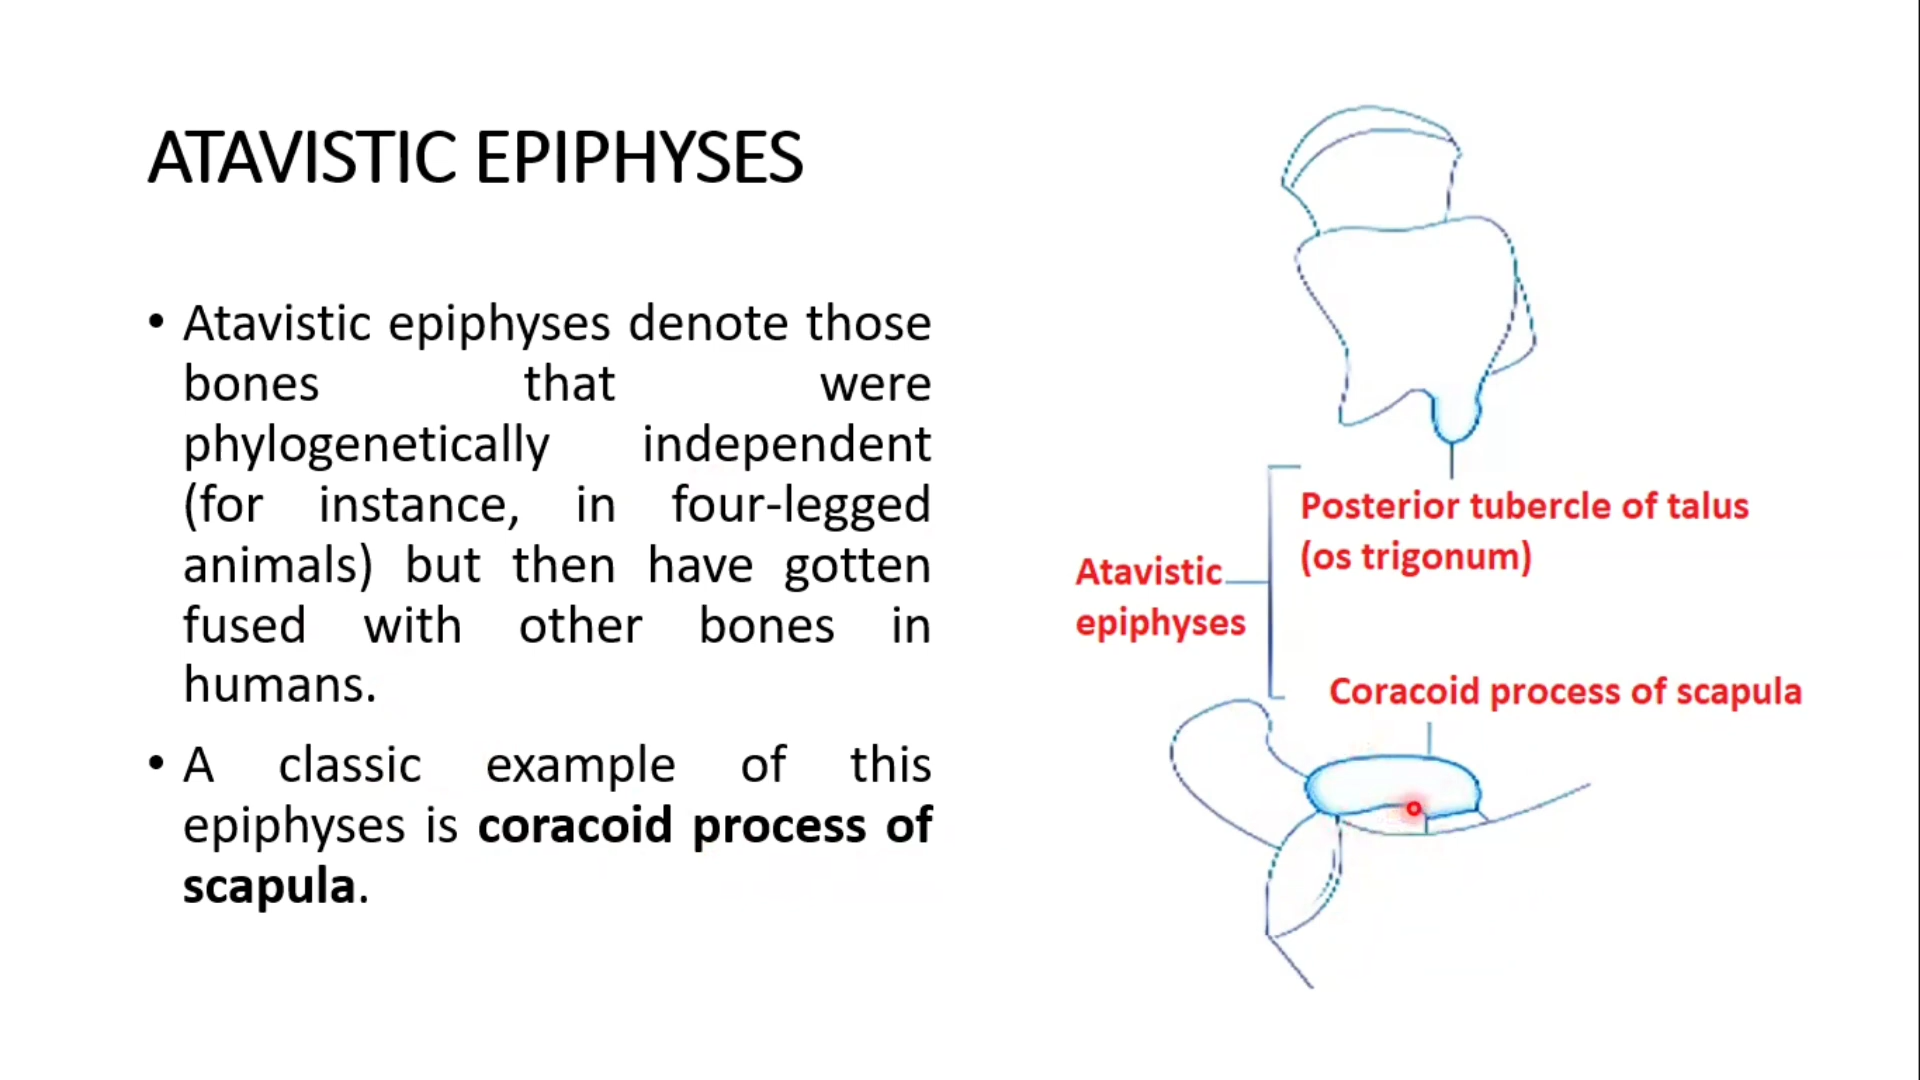 ATAVISTIC EPIPHYSES
• Atavistic epiphyses denote those
bones that were
phylogenetically independent
(for instance, in four-legged
animals) but then have gotten
fused with other bones in
humans.
• A classic example of this
epiphyses is coracoid process of
scapula.
Posterior tubercle of talus
(os trigonum)
Atavistic
epiphyses
Coracoid process of scapula